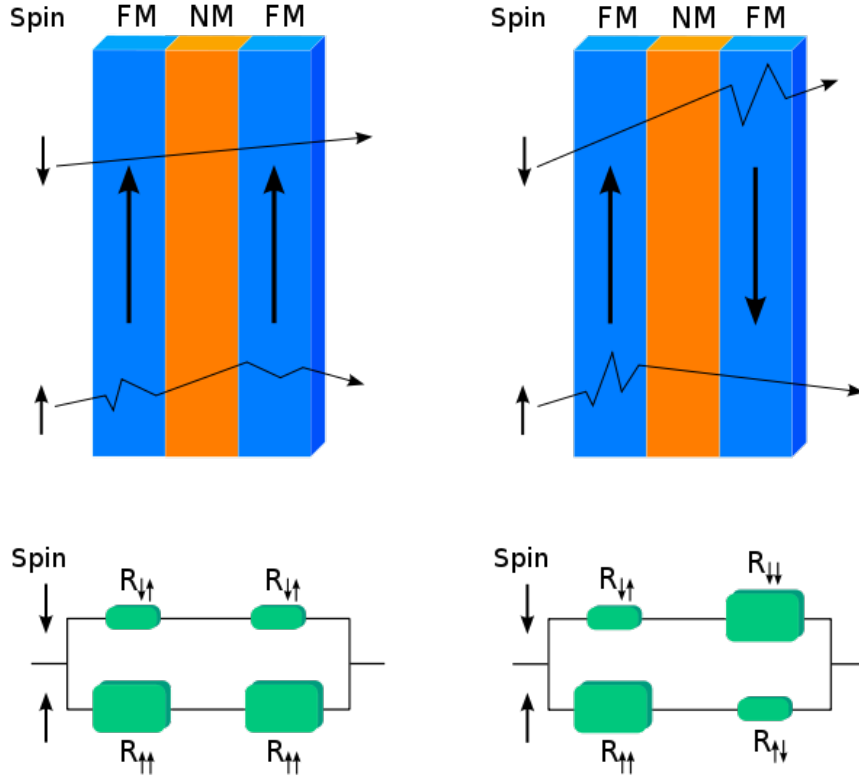 Spin FM NM FM
Spin FM NM FM
Spin
R↓↑ R↓↑
R↑↑ R↑↑
Spin
R↓↑ R↓↓
R↑↑ R↑↓